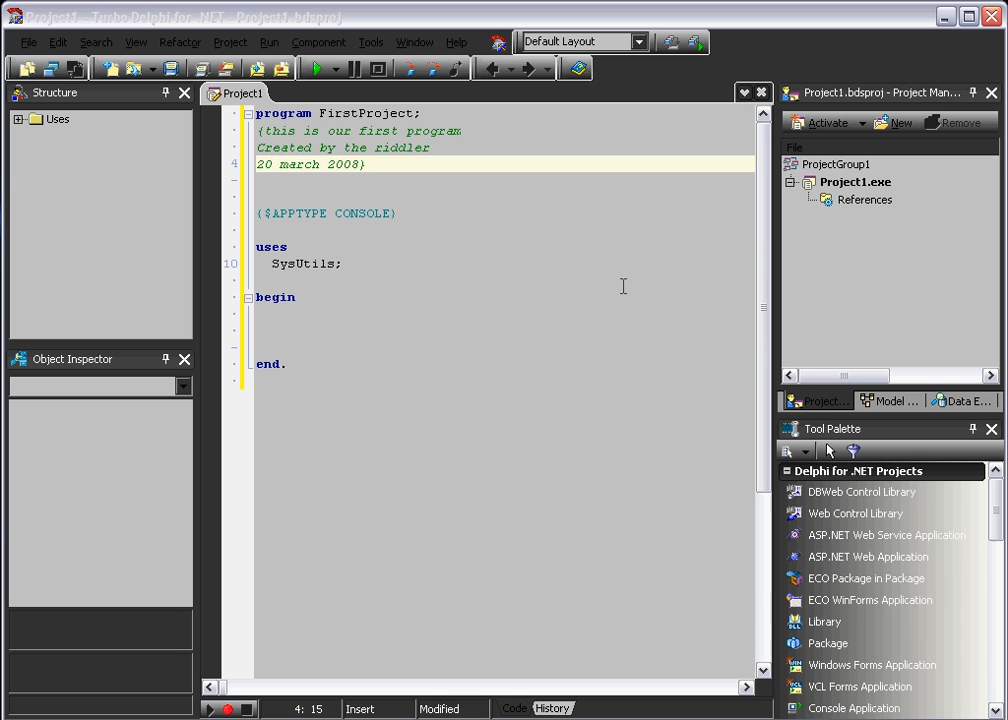 Project1 - Turbo Delphi for .NET - Project1.bdsproj
File Edit Search View Refactor Project Run Component Tools Window Help
Default Layout
Structure
Uses
Object Inspector
Project1
program FirstProject;
{this is our first program
Created by the riddler
4 20 march 2008}
{$APPTYPE CONSOLE}
uses
10 SysUtils;
begin
end.
4: 15 Insert Modified Code History
Project1.bdsproj - Project Man...
Activate New Remove
File
ProjectGroup1
Project1.exe
References
Project... Model ... Data E...
Tool Palette
Delphi for .NET Projects
DBWeb Control Library
Web Control Library
ASP.NET Web Service Application
ASP.NET Web Application
ECO Package in Package
ECO WinForms Application
Library
Package
Windows Forms Application
VCL Forms Application
Console Application